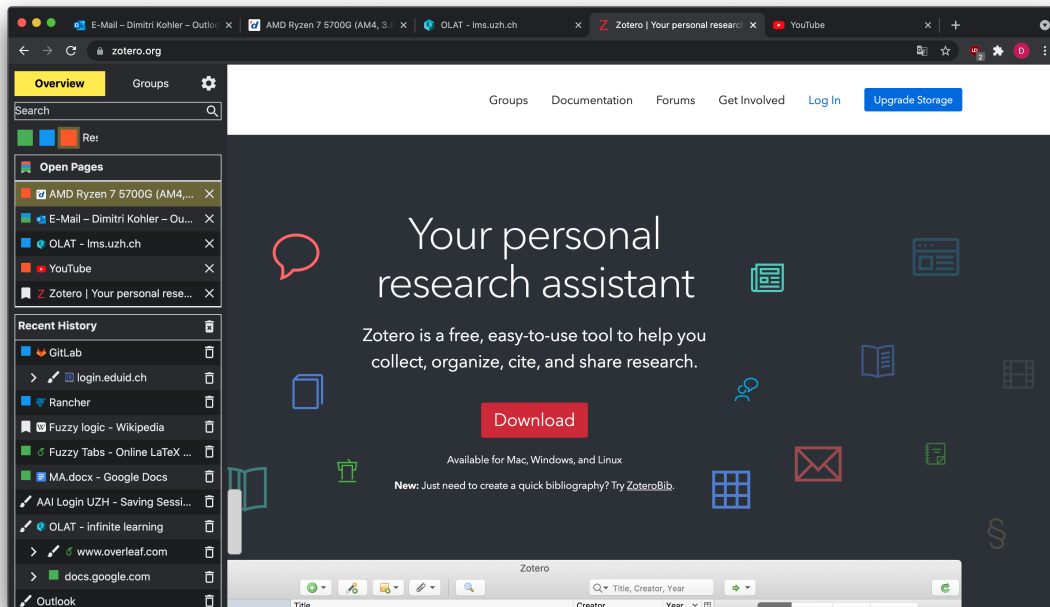 E-Mail – Dimitri Kohler – Outloo
AMD Ryzen 7 5700G (AM4, 3.8
OLAT - lms.uzh.ch
Zotero | Your personal research
YouTube
zotero.org
2
D
Overview
Groups
Search
Res
Open Pages
AMD Ryzen 7 5700G (AM4,...
E-Mail – Dimitri Kohler – Ou...
OLAT - lms.uzh.ch
YouTube
Zotero | Your personal rese...
Recent History
GitLab
login.eduid.ch
Rancher
Fuzzy logic - Wikipedia
Fuzzy Tabs - Online LaTeX ...
MA.docx - Google Docs
AAI Login UZH - Saving Sessi...
OLAT - infinite learning
www.overleaf.com
docs.google.com
Outlook
Groups
Documentation
Forums
Get Involved
Log In
Upgrade Storage
Your personal
research assistant
Zotero is a free, easy-to-use tool to help you
collect, organize, cite, and share research.
Download
Available for Mac, Windows, and Linux
New: Just need to create a quick bibliography? Try ZoteroBib.
§
Zotero
Title, Creator, Year
Title
Creator
Year